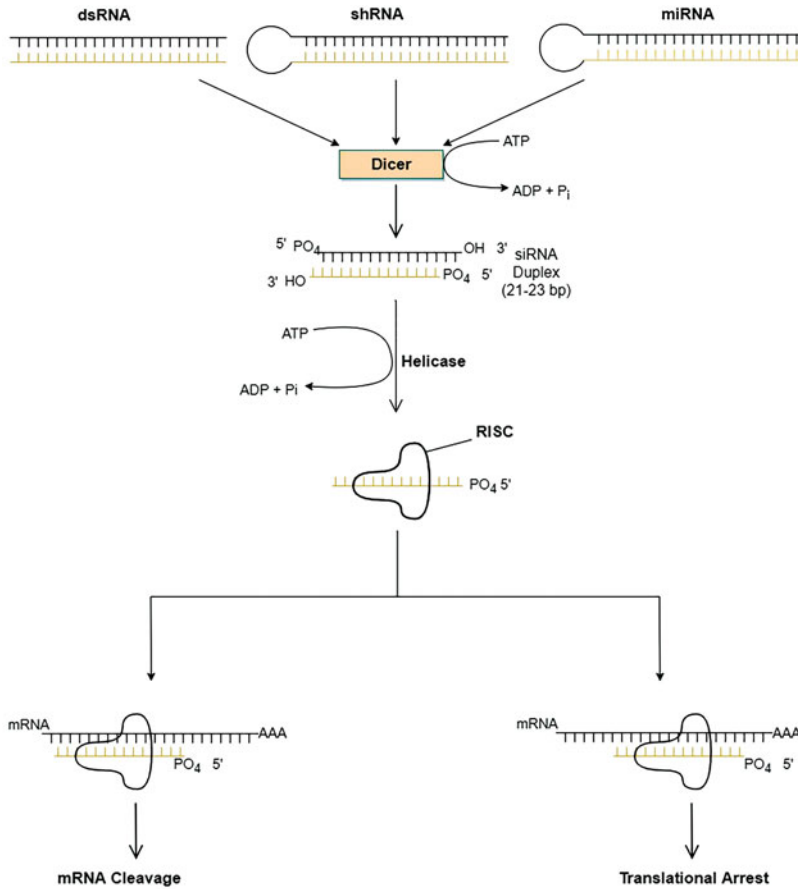 dsRNA
shRNA
miRNA
Dicer
ATP
ADP + Pi
5' PO4
OH 3'
3' HO
PO4 5'
siRNA
Duplex
(21-23 bp)
ATP
Helicase
ADP + Pi
RISC
PO4 5'
mRNA
AAA
PO4 5'
mRNA
AAA
PO4 5'
mRNA Cleavage
Translational Arrest